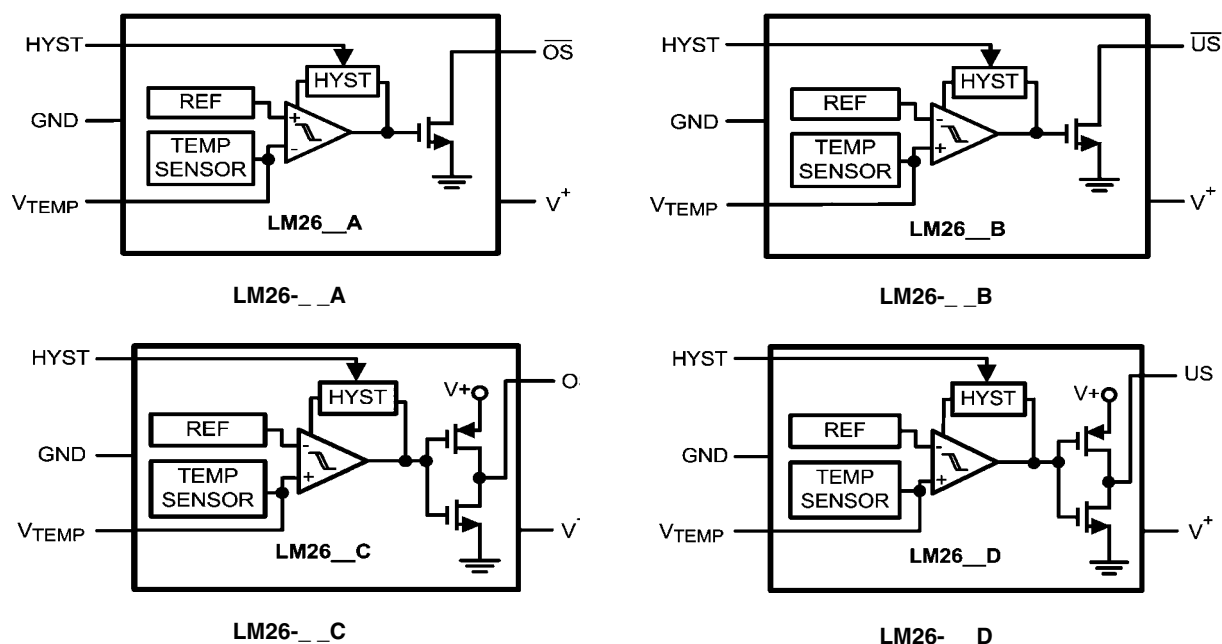 HYST
OS
HYST
REF
+
GND
TEMP
SENSOR
-
VTEMP
V+
LM26__A
LM26-_ _A
HYST
US
HYST
REF
-
GND
TEMP
SENSOR
+
VTEMP
V+
LM26__B
LM26-_ _B
HYST
V+
HYST
REF
-
GND
TEMP
SENSOR
+
VTEMP
LM26__C
LM26-_ _C
HYST
US
V+
HYST
REF
-
GND
TEMP
SENSOR
+
VTEMP
V+
LM26__D
LM26-_ _D